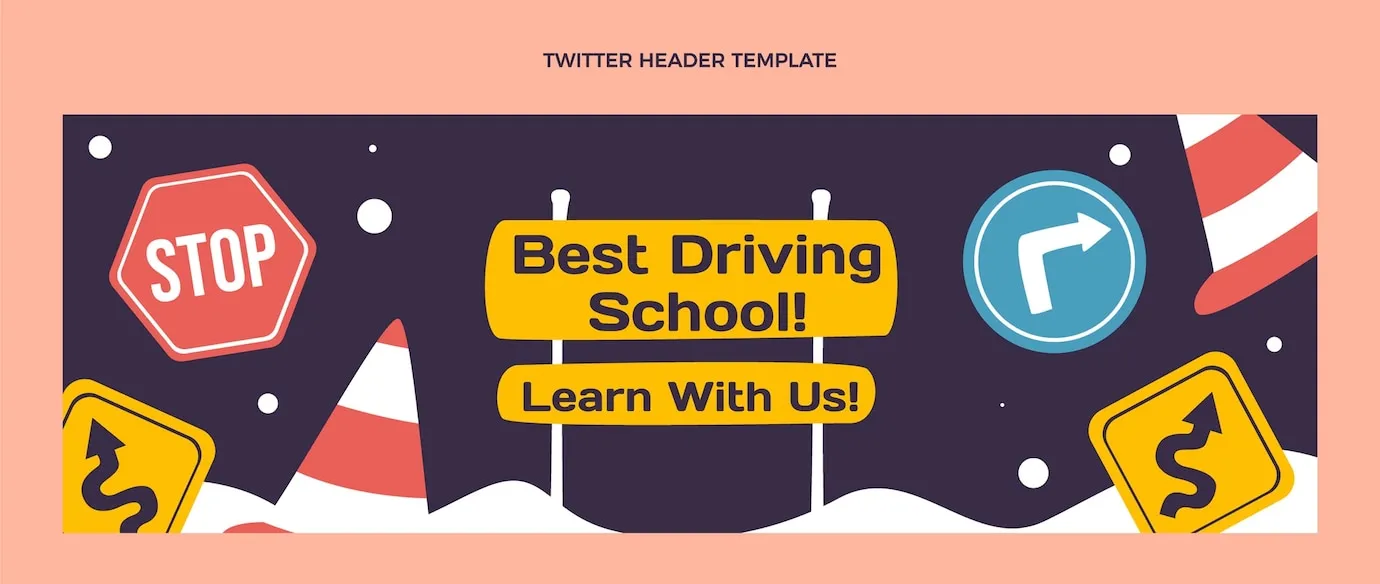 TWITTER HEADER TEMPLATE
STOP
Best Driving
School!
Learn With Us!